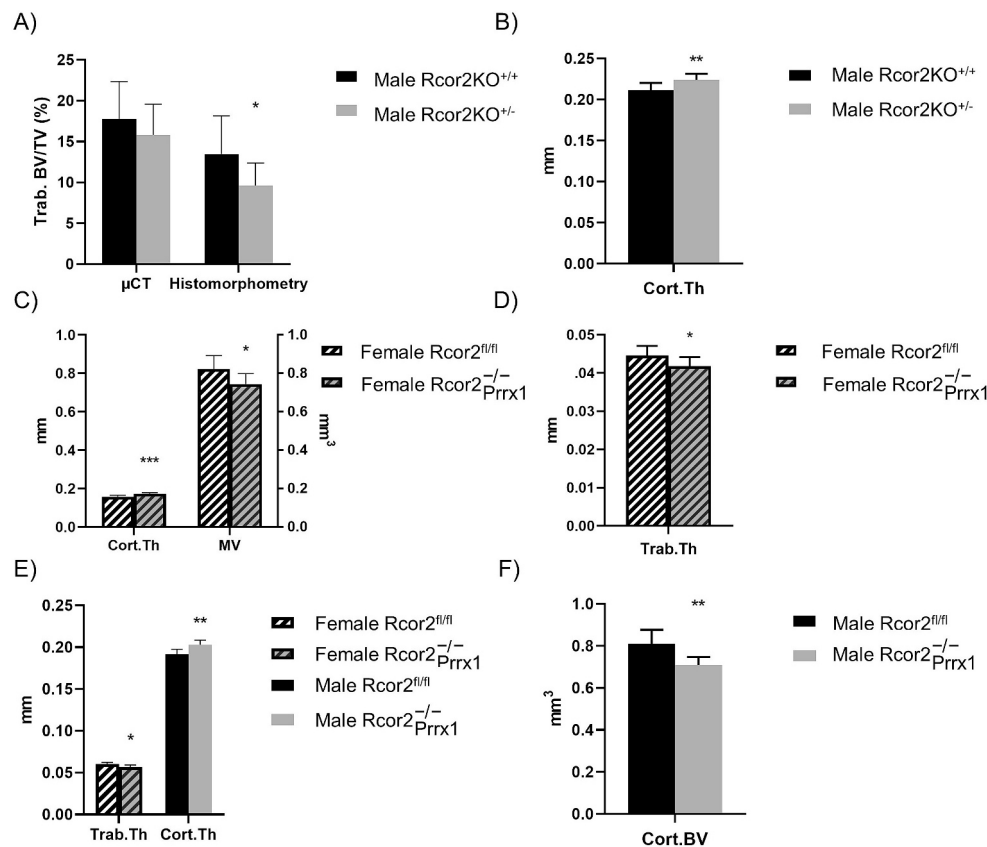 A)
Trab. BV/TV (%)
25
20
15
10
5
0
*
µCT Histomorphometry
Male Rcor2KO+/+
Male Rcor2KO+/-
B)
mm
0.25
0.20
0.15
0.10
0.05
0.00
**
Cort.Th
Male Rcor2KO+/+
Male Rcor2KO+/-
C)
mm
1.0
0.8
0.6
0.4
0.2
0.0
***
*
Cort.Th MV
1.0
0.8
0.6
0.4
0.2
0.0
mm3
Female Rcor2fl/fl
Female Rcor2−/−Prrx1
D)
mm
0.05
.04
0.03
0.02
0.01
0.00
*
Trab.Th
Female Rcor2fl/fl
Female Rcor2−/−Prrx1
E)
mm
0.25
0.20
0.15
0.10
0.05
0.00
*
**
Trab.Th Cort.Th
Female Rcor2fl/fl
Female Rcor2−/−Prrx1
Male Rcor2fl/fl
Male Rcor2−/−Prrx1
F)
mm3
1.0
0.8
0.6
0.4
0.2
0.0
**
Cort.BV
Male Rcor2fl/fl
Male Rcor2−/−Prrx1